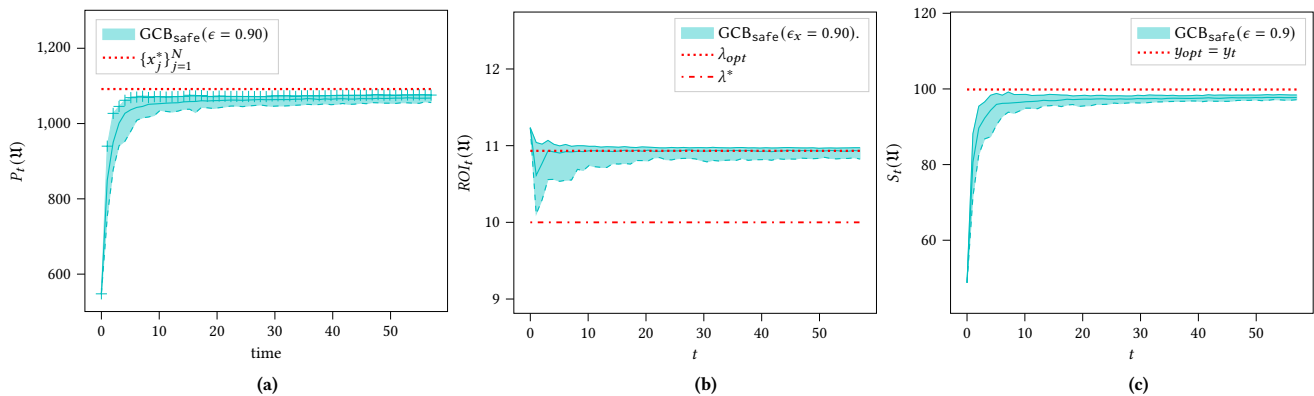 1,200
1,000
800
600
P_t(𝔘)
GCB_safe(ϵ = 0.90)
{x_j^*}_{j=1}^N
0 10 20 30 40 50
time
(a)
12
11
10
9
ROI_t(𝔘)
GCB_safe(ϵ_x = 0.90).
λ_opt
λ*
0 10 20 30 40 50
t
(b)
120
100
80
60
S_t(𝔘)
GCB_safe(ϵ = 0.9)
y_opt = y_t
0 10 20 30 40 50
t
(c)